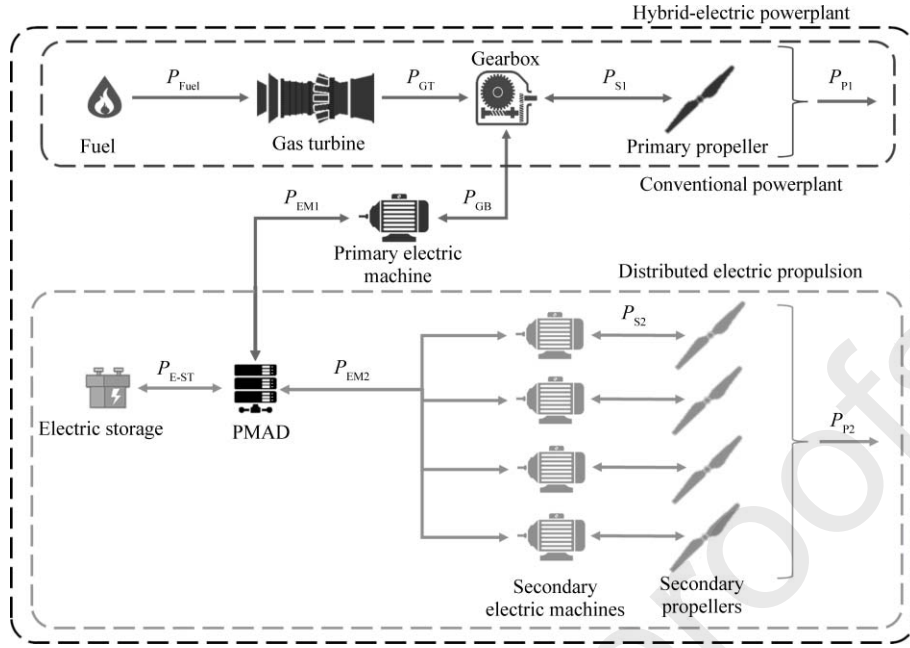 Hybrid-electric powerplant
Gearbox
P_Fuel
P_GT
P_S1
P_P1
Fuel
Gas turbine
Primary propeller
Conventional powerplant
P_EM1
P_GB
Primary electric
machine
Distributed electric propulsion
P_S2
P_E-ST
P_EM2
Electric storage
PMAD
P_P2
Secondary
electric machines
Secondary
propellers
proofs